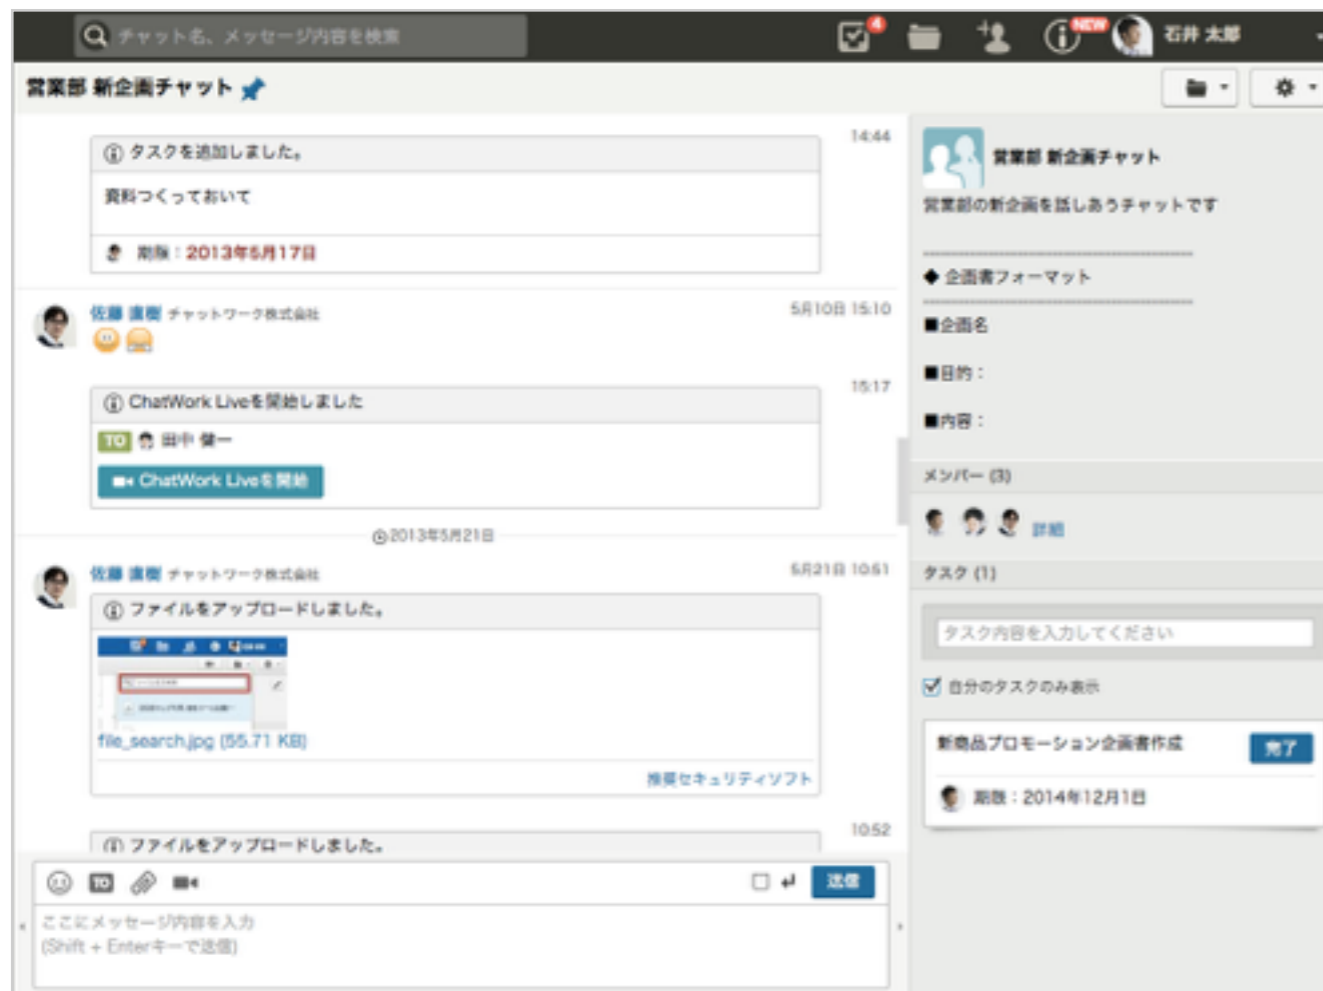 チャット名、メッセージ内容を検索
4
NEW
石井 太郎
営業部 新企画チャット
14:44
タスクを追加しました。
資料つくっておいて
期限:2013年5月17日
佐藤 直樹 チャットワーク株式会社
5月10日 15:10
15:17
ChatWork Liveを開始しました
TO 田中 健一
ChatWork Liveを開始
2013年5月21日
佐藤 直樹 チャットワーク株式会社
5月21日 10:51
ファイルをアップロードしました。
file_search.jpg (55.71 KB)
推奨セキュリティソフト
10:52
ファイルをアップロードしました。
TO
送信
ここにメッセージ内容を入力
(Shift + Enterキーで送信)
営業部 新企画チャット
営業部の新企画を話しあうチャットです
◆ 企画書フォーマット
■企画名
■目的:
■内容:
メンバー (3)
詳細
タスク (1)
タスク内容を入力してください
自分のタスクのみ表示
新商品プロモーション企画書作成
完了
期限:2014年12月1日